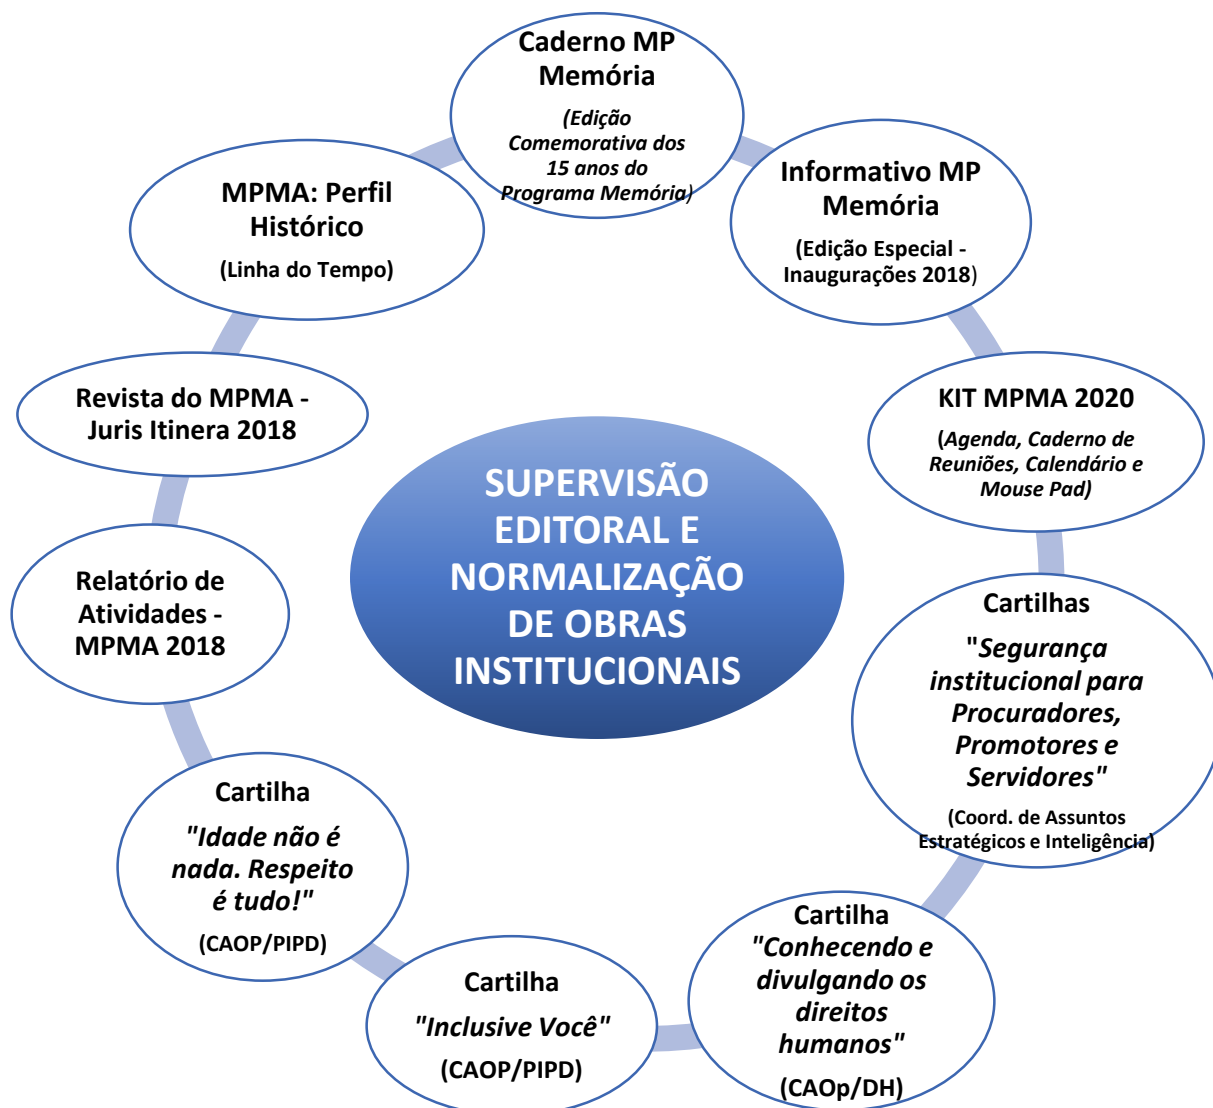 Caderno MP
Memória
(Edição
Comemorativa dos
15 anos do
Programa Memória)
Informativo MP
Memória
(Edição Especial -
Inaugurações 2018)
KIT MPMA 2020
(Agenda, Caderno de
Reuniões, Calendário e
Mouse Pad)
Cartilhas
"Segurança
institucional para
Procuradores,
Promotores e
Servidores"
(Coord. de Assuntos
Estratégicos e Inteligência)
Cartilha
"Conhecendo e
divulgando os
direitos
humanos"
(CAOp/DH)
Cartilha
"Inclusive Você"
(CAOP/PIPD)
Cartilha
"Idade não é
nada. Respeito
é tudo!"
(CAOP/PIPD)
Relatório de
Atividades -
MPMA 2018
Revista do MPMA -
Juris Itinera 2018
MPMA: Perfil
Histórico
(Linha do Tempo)
SUPERVISÃO
EDITORAL E
NORMALIZAÇÃO
DE OBRAS
INSTITUCIONAIS